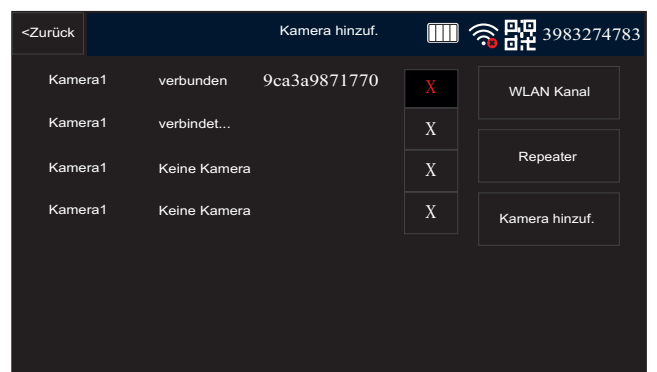 <Zurück Kamera hinzuf. 3983274783
Kamera1 verbunden 9ca3a9871770 X WLAN Kanal
Kamera1 verbindet... X
Kamera1 Keine Kamera X Repeater
Kamera1 Keine Kamera X Kamera hinzuf.